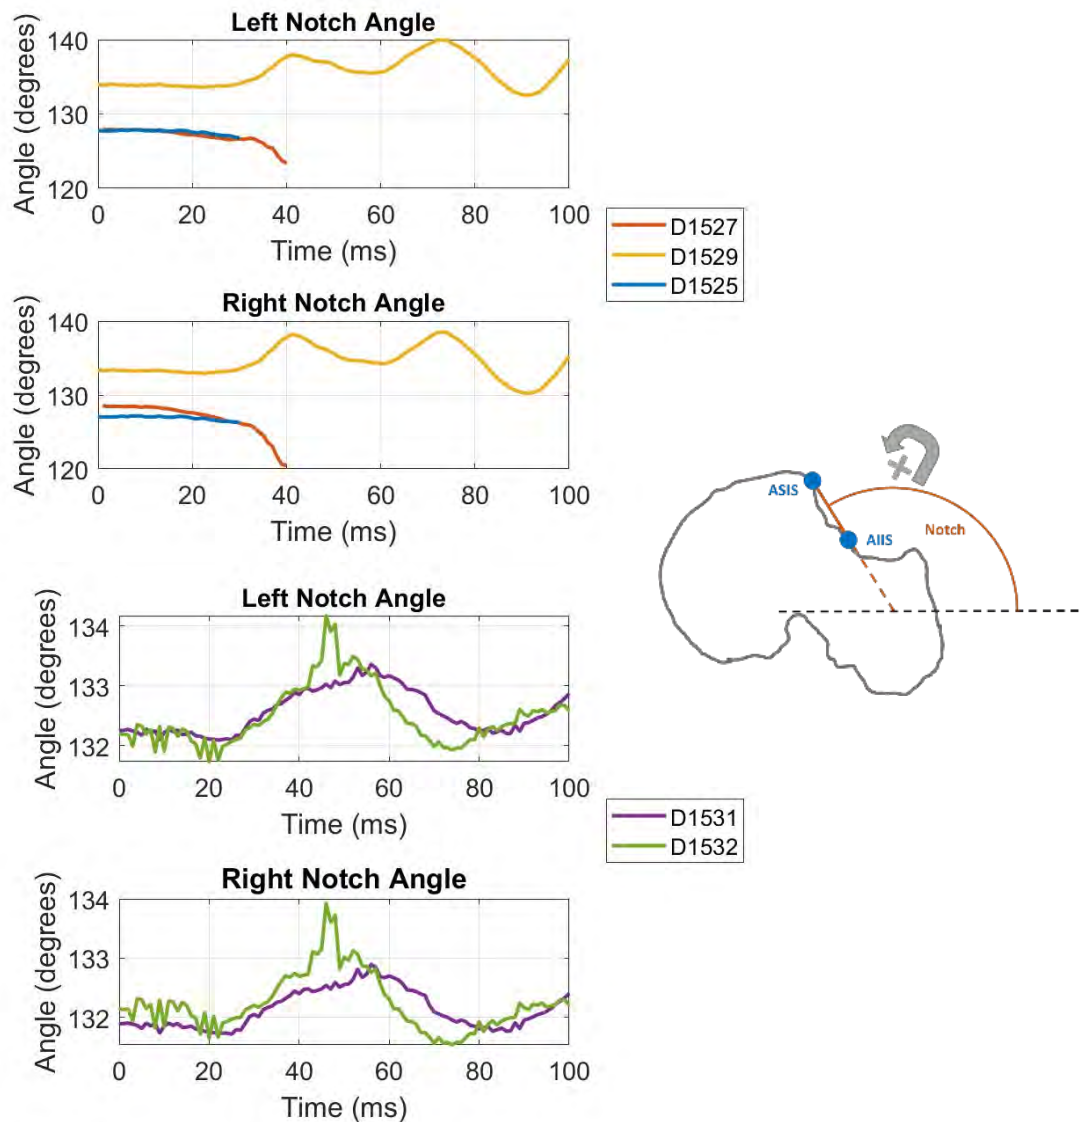 Left Notch Angle
Angle (degrees)
140
130
120
0 20 40 60 80 100
Time (ms)
D1527
D1529
D1525
Right Notch Angle
Angle (degrees)
140
130
120
0 20 40 60 80 100
Time (ms)
ASIS
AIIS
Notch
Left Notch Angle
Angle (degrees)
134
133
132
0 20 40 60 80 100
Time (ms)
D1531
D1532
Right Notch Angle
Angle (degrees)
134
133
132
0 20 40 60 80 100
Time (ms)